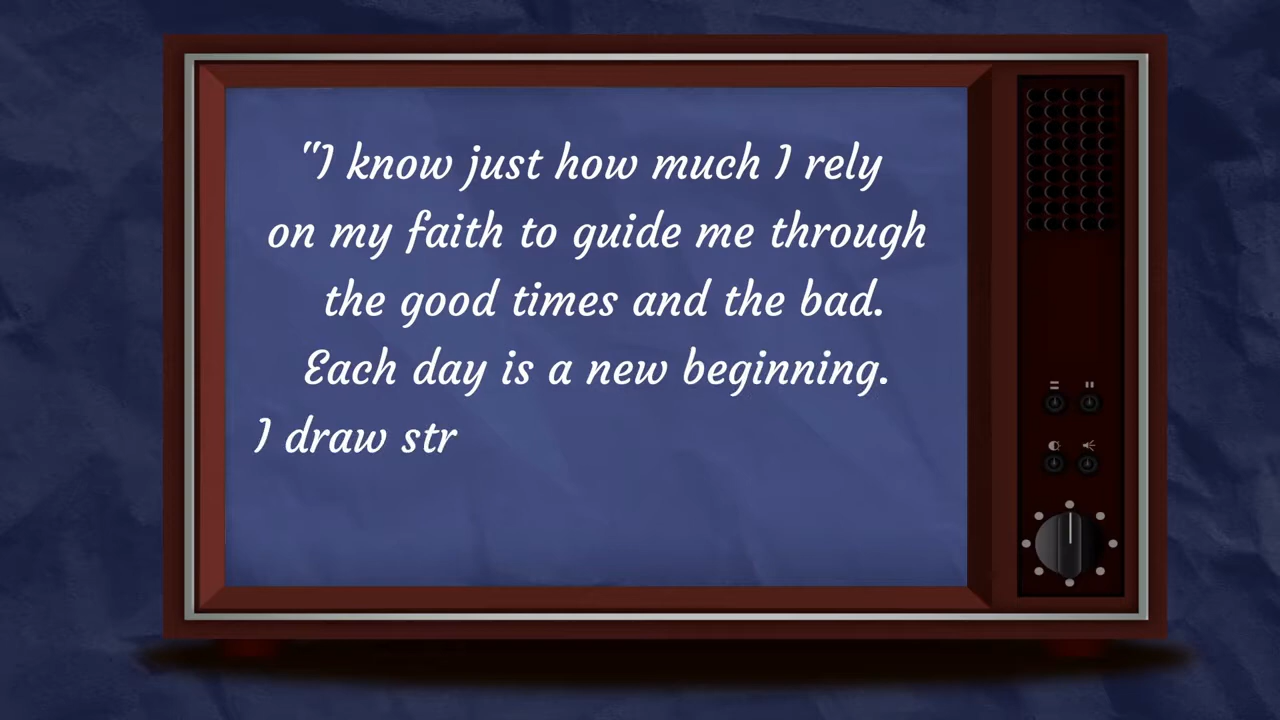 "I know just how much I rely
on my faith to guide me through
the good times and the bad.
Each day is a new beginning.
I draw str